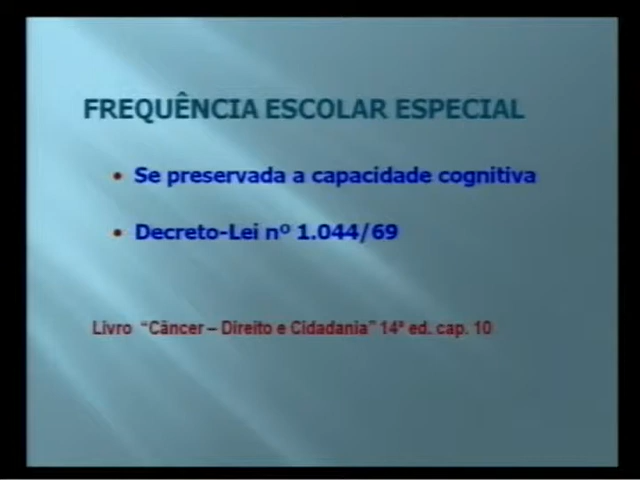 FREQUÊNCIA ESCOLAR ESPECIAL
• Se preservada a capacidade cognitiva
• Decreto-Lei nº 1.044/69
Livro “Câncer – Direito e Cidadania” 14ª ed. cap. 10